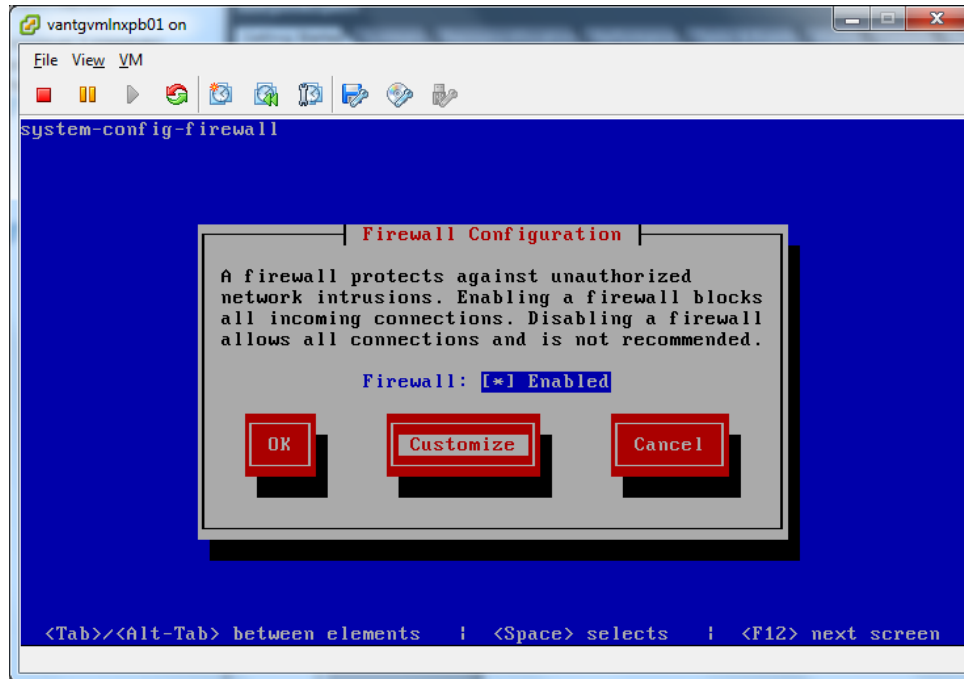 vantgvmlnxpb01 on
File View VM
system-config-firewall
Firewall Configuration
A firewall protects against unauthorized
network intrusions. Enabling a firewall blocks
all incoming connections. Disabling a firewall
allows all connections and is not recommended.
Firewall: [*] Enabled
OK Customize Cancel
<Tab>/<Alt-Tab> between elements | <Space> selects | <F12> next screen